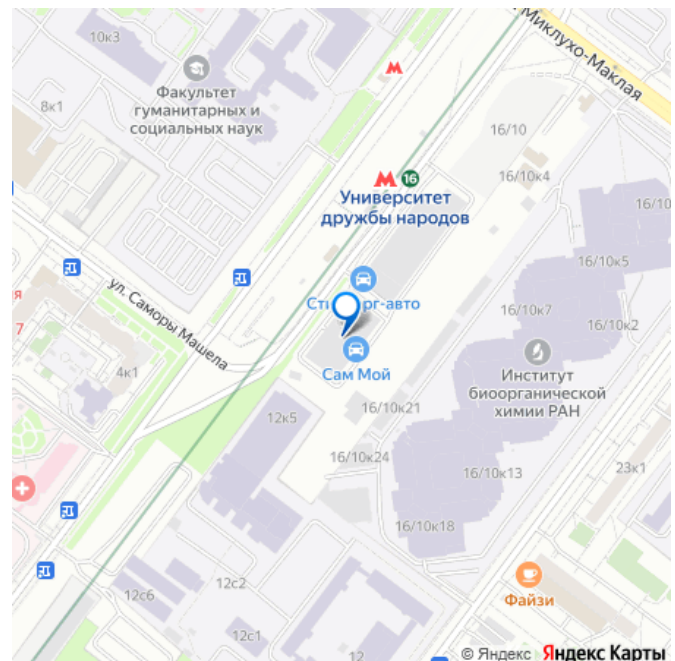 10к3
Миклухо-Маклая
Факультет
гуманитарных и
социальных наук
8к1
16/10
16/10к4
16
Университет
дружбы народов
16/10
16/10к5
ул. Саморы Машела
рг-авто
16/10к7
16/10к2
7
4к1
Сам Мой
Институт
биоорганической
химии РАН
12к5
16/10к21
16/10к24
16/10к13
23к1
16/10к18
Файзи
12с6
12с2
12с1
12
© Яндекс Яндекс Карты